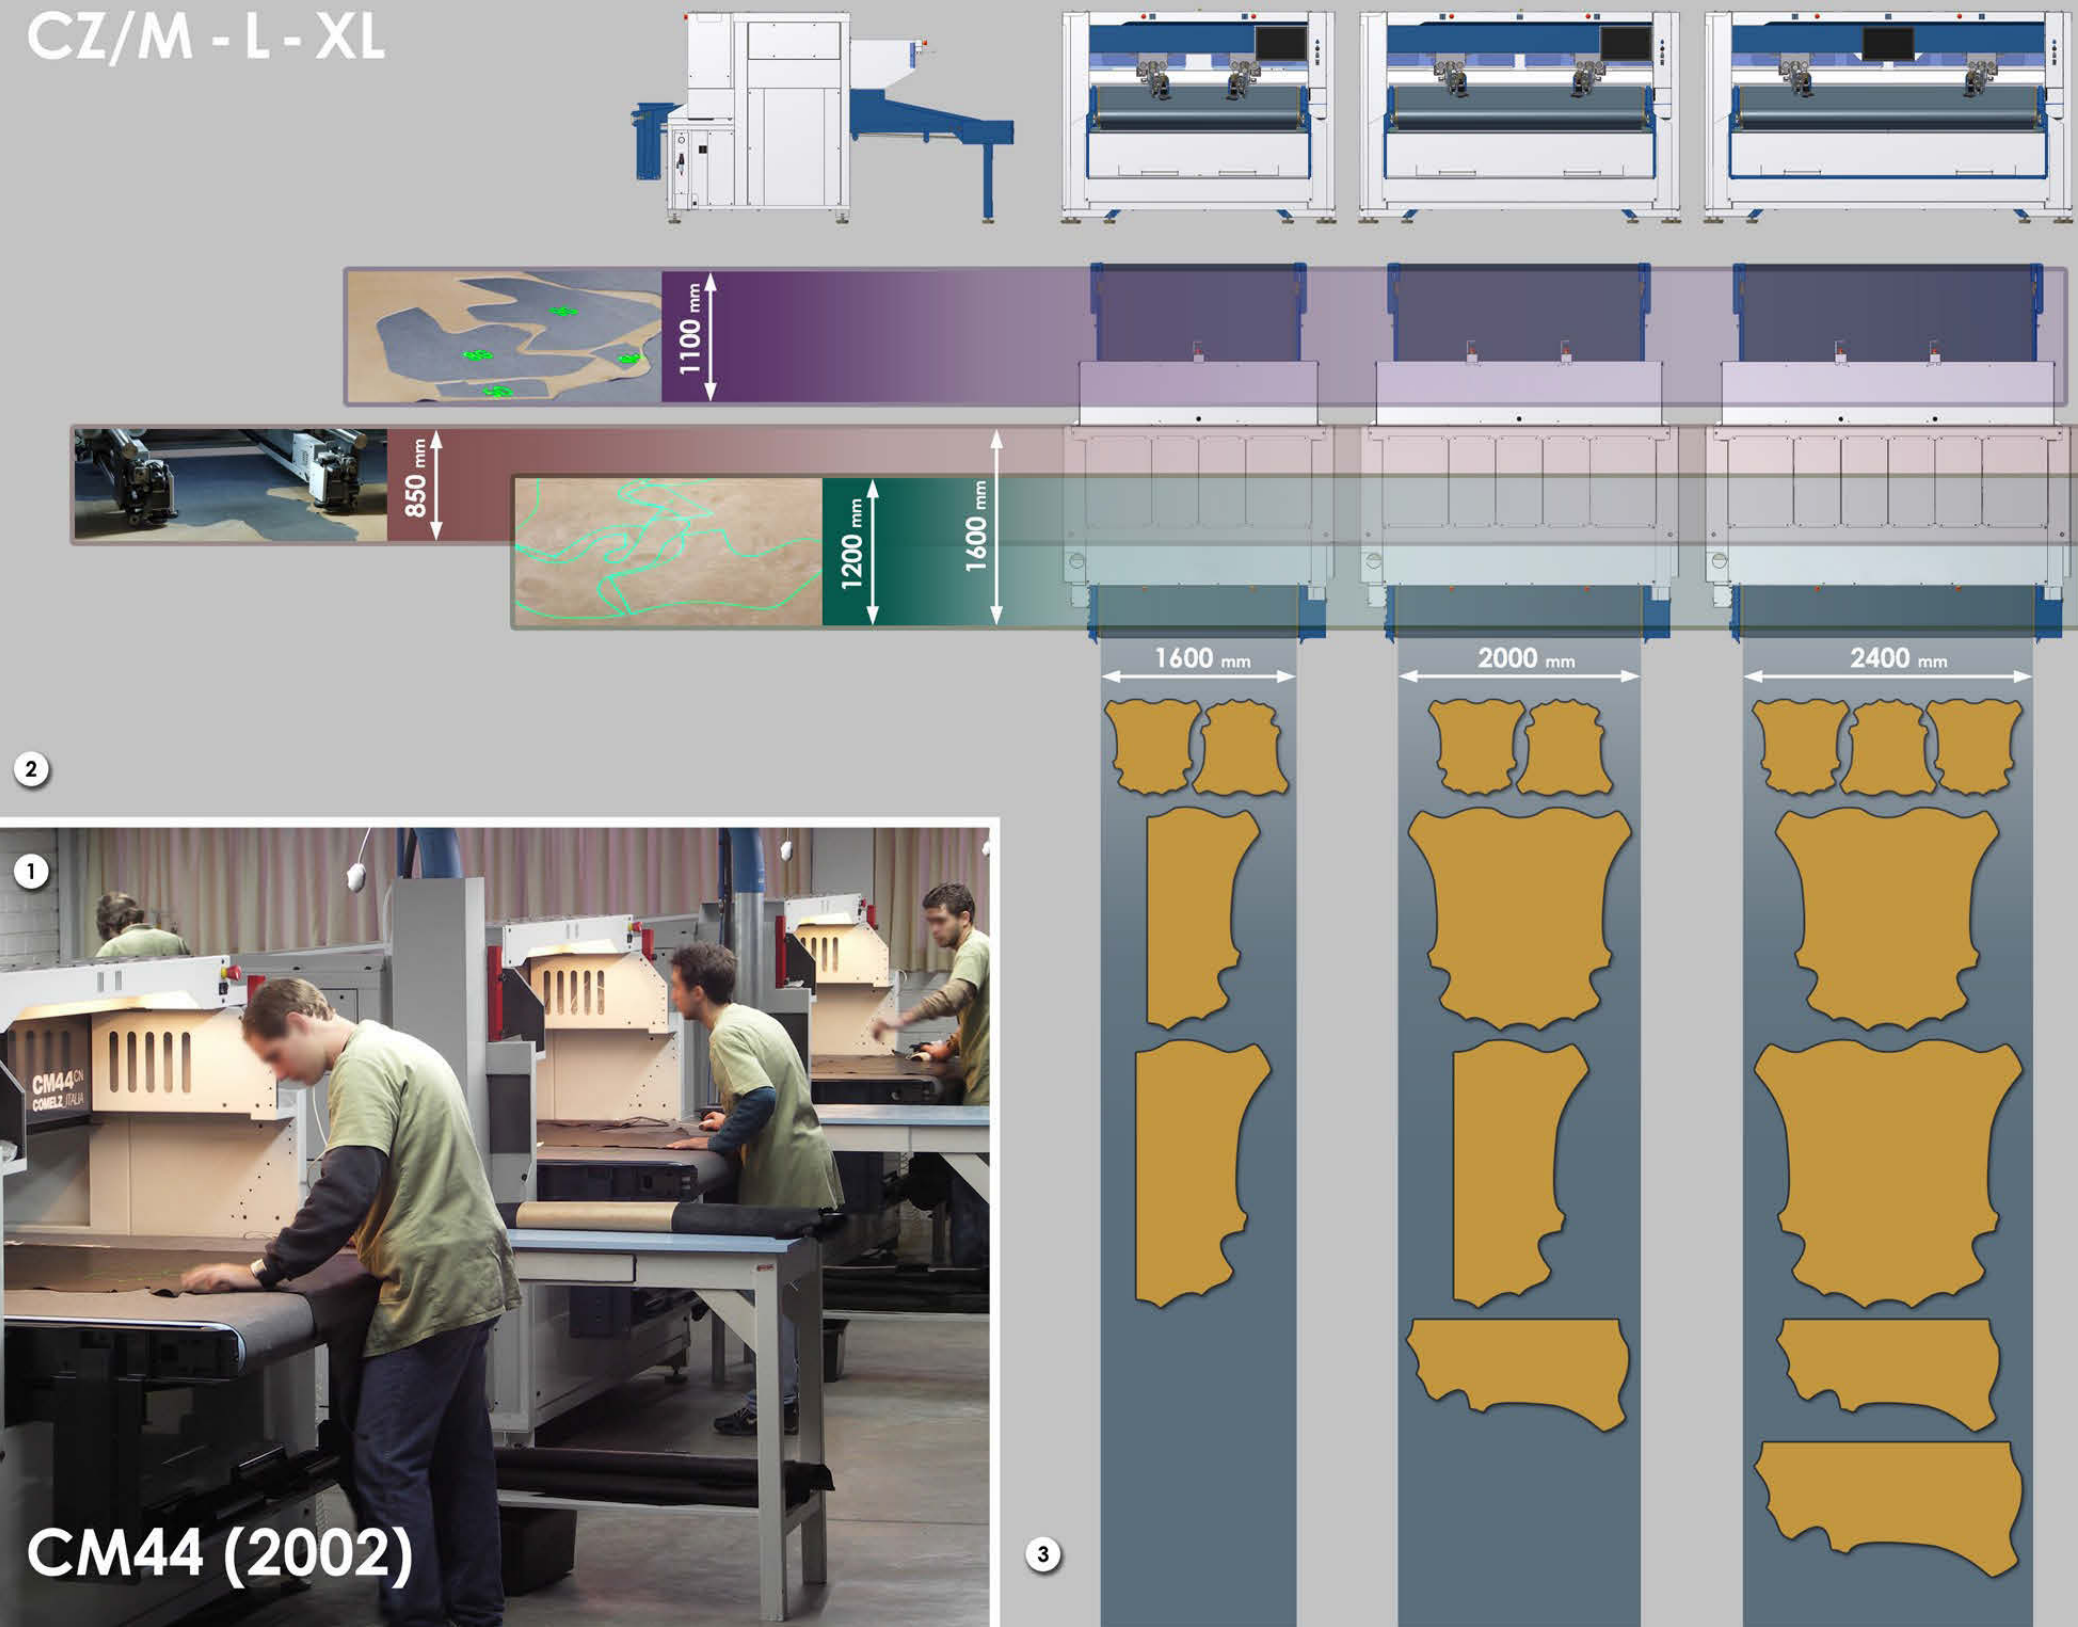 CZ/M - L - XL
1100 mm
850 mm
1200 mm
1600 mm
1600 mm
2000 mm
2400 mm
2
1
CM44CN
COMELZ ITALIA
CM44 (2002)
3